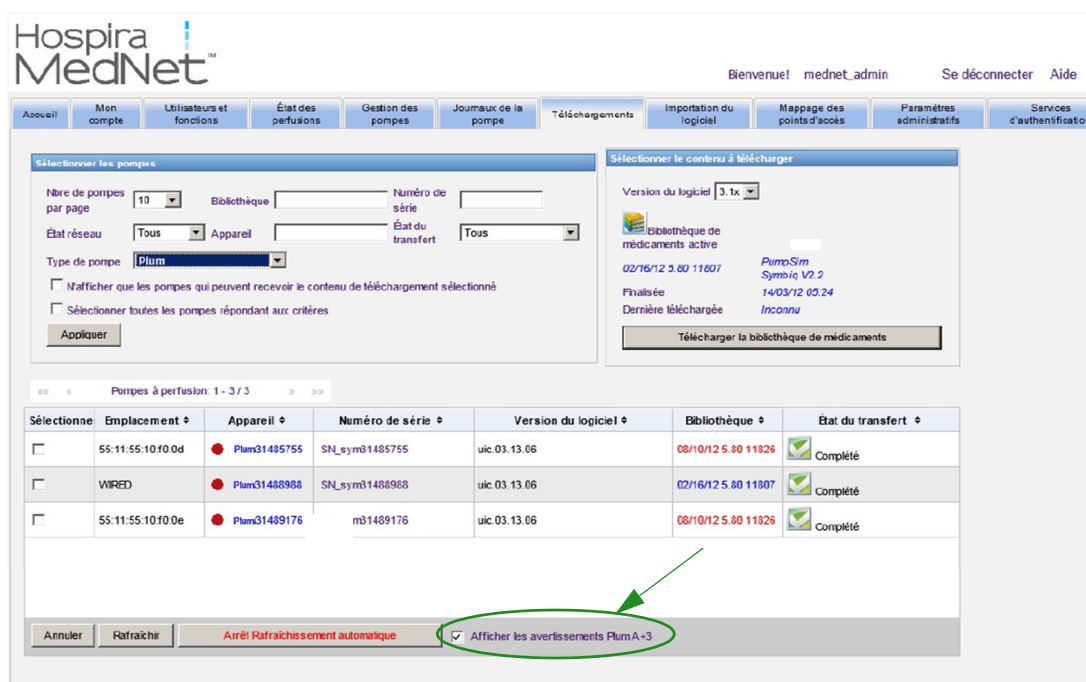 Hospira
MedNet™
Bienvenue! mednet_admin Se déconnecter Aide
Accueil Mon compte Utilisateurs et fonctions État des perfusions Gestion des pompes Journaux de la pompe Téléchargements Importation du logiciel Mappage des points d'accès Paramètres administratifs Services d'authentificatio
Sélectionner les pompes
Nbre de pompes par page 10 Bibliothèque Numéro de série
État réseau Tous Appareil État du transfert Tous
Type de pompe Plum
N'afficher que les pompes qui peuvent recevoir le contenu de téléchargement sélectionné
Sélectionner toutes les pompes répondant aux critères
Appliquer
Sélectionner le contenu à télécharger
Version du logiciel 3.1x
Bibliothèque de
médicaments active
02/16/12 5.80 11807 PumpSim
Symbiq V2.2
Finalisée 14/03/12 05:24
Dernière téléchargée Inconnu
Télécharger la bibliothèque de médicaments
«« « Pompes à perfusion: 1 - 3 / 3 » »»
Sélectionne Emplacement Appareil Numéro de série Version du logiciel Bibliothèque État du transfert
55:11:55:10:f0:0d Plum31485755 SN_sym31485755 uic.03.13.06 08/10/12 5.80 11826 Complété
WIRED Plum31488988 SN_sym31488988 uic.03.13.06 02/16/12 5.80 11807 Complété
55:11:55:10:f0:0e Plum31489176 m31489176 uic.03.13.06 08/10/12 5.80 11826 Complété
Annuler Rafraîchir Arrêt Rafraîchissement automatique Afficher les avertissements Plum A+3